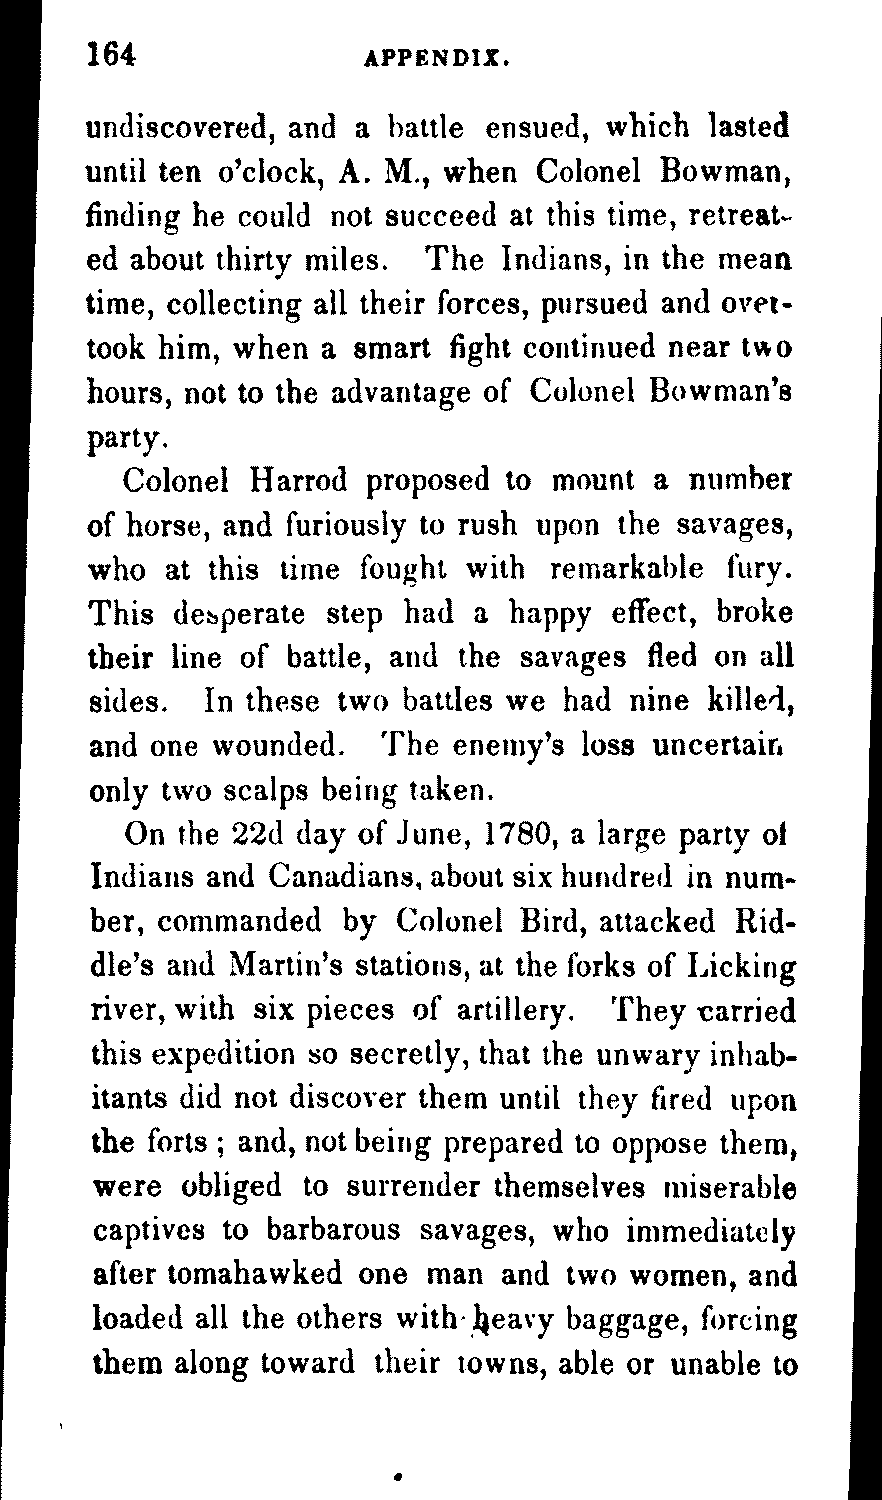 164 APPENDIX.
undiscovered, and a battle ensued, which lasted
until ten o'clock, A. M., when Colonel Bowman,
finding he could not succeed at this time, retreat-
ed about thirty miles. The Indians, in the mean
time, collecting all their forces, pursued and over-
took him, when a smart fight continued near two
hours, not to the advantage of Colonel Bowman's
party.
Colonel Harrod proposed to mount a number
of horse, and furiously to rush upon the savages,
who at this time fought with remarkable fury.
This desperate step had a happy effect, broke
their line of battle, and the savages fled on all
sides. In these two battles we had nine killed,
and one wounded. The enemy's loss uncertain
only two scalps being taken.
On the 22d day of June, 1780, a large party of
Indians and Canadians, about six hundred in num-
ber, commanded by Colonel Bird, attacked Rid-
dle's and Martin's stations, at the forks of Licking
river, with six pieces of artillery. They carried
this expedition so secretly, that the unwary inhab-
itants did not discover them until they fired upon
the forts ; and, not being prepared to oppose them,
were obliged to surrender themselves miserable
captives to barbarous savages, who immediately
after tomahawked one man and two women, and
loaded all the others with heavy baggage, forcing
them along toward their towns, able or unable to